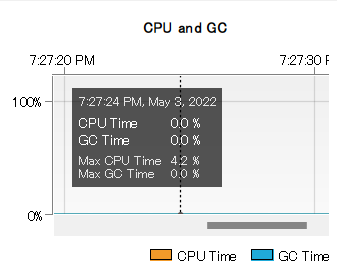 CPU and GC
7:27:20 PM 7:27:30 P
100%
7:27:24 PM, May 3, 2022
CPU Time 0.0 %
GC Time 0.0 %
Max CPU Time 4.2 %
Max GC Time 0.0 %
0%
CPU Time GC Time